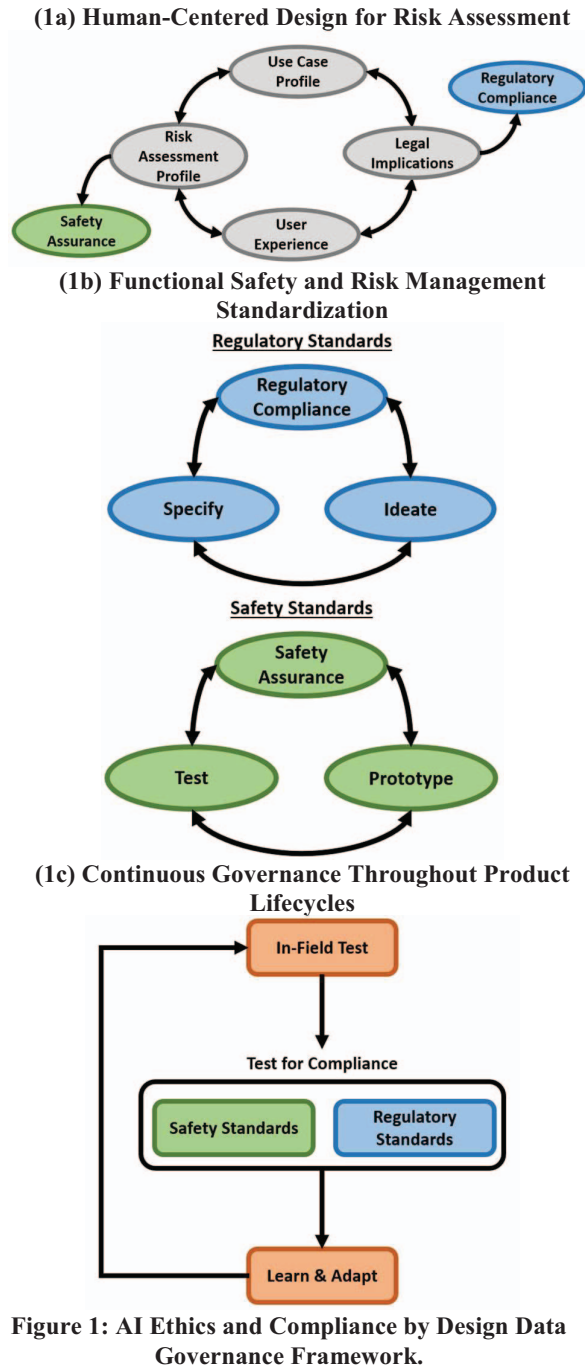 (1a) Human-Centered Design for Risk Assessment
Use Case
Profile
Regulatory
Compliance
Risk
Assessment
Profile
Legal
Implications
Safety
Assurance
User
Experience
(1b) Functional Safety and Risk Management
Standardization
Regulatory Standards
Regulatory
Compliance
Specify
Ideate
Safety Standards
Safety
Assurance
Test
Prototype
(1c) Continuous Governance Throughout Product
Lifecycles
In-Field Test
Test for Compliance
Safety Standards
Regulatory
Standards
Learn & Adapt
Figure 1: AI Ethics and Compliance by Design Data
Governance Framework.